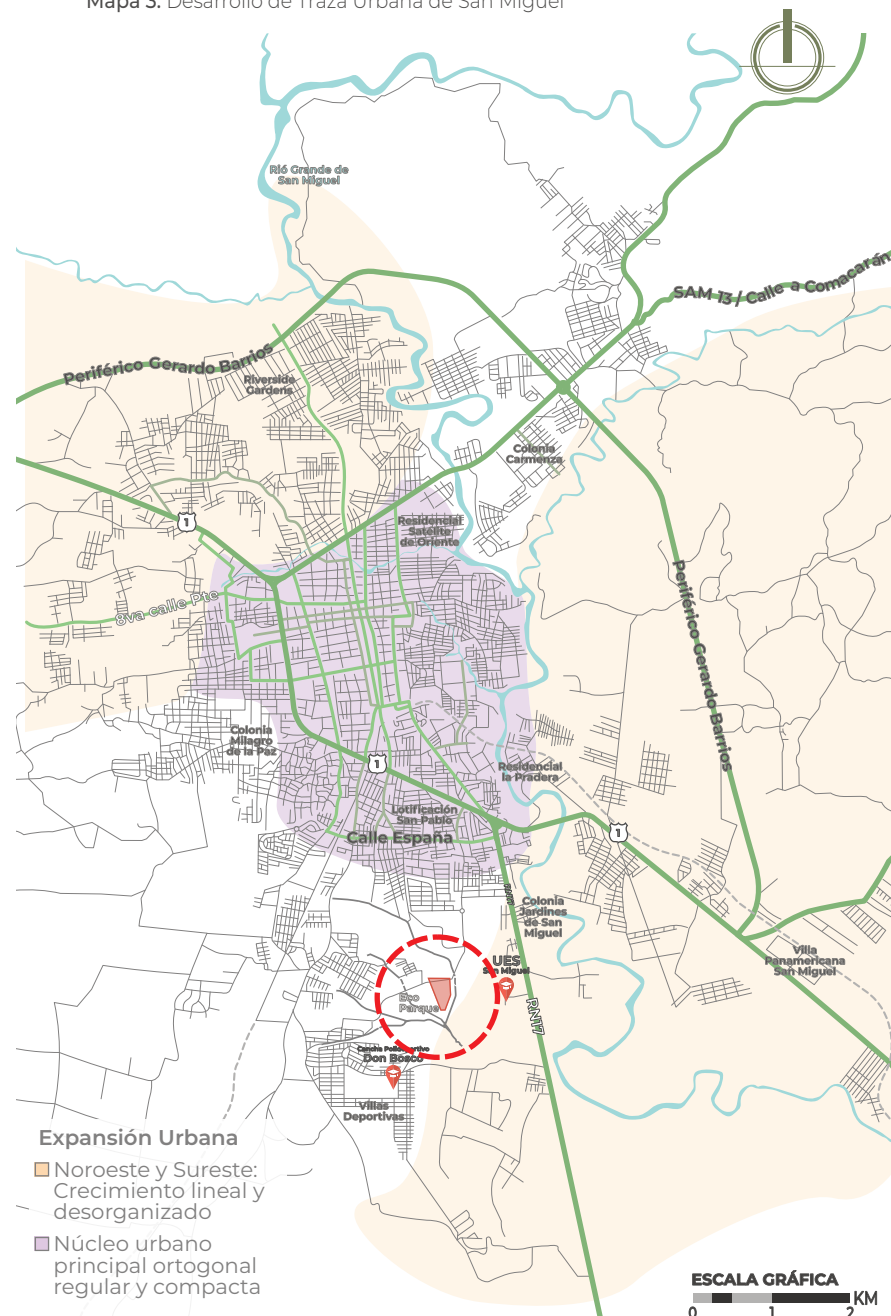 Mapa 3. Desarrollo de Traza Urbana de San Miguel
Rió Grande de
San Miguel
SAM 13 / Calle a Comacarán
Periférico Gerardo Barrios
Riverside
Gardens
Colonia
Carmenza
1
Residencial
Satélite
de Oriente
8va calle Pte
Periférico Gerardo Barrios
Colonia
Milagro
de la Paz
1
Residencial
la Pradera
Lotificación
San Pablo
Calle España
1
Colonia
Jardines
de San
Miguel
Villa
Panamericana
San Miguel
UES
San Miguel
Eco
Parque
RN17
Cancha Polideportivo
Don Bosco
Villas
Deportivas
Expansión Urbana
Noroeste y Sureste:
Crecimiento lineal y
desorganizado
Núcleo urbano
principal ortogonal
regular y compacta
ESCALA GRÁFICA
KM
0 1 2